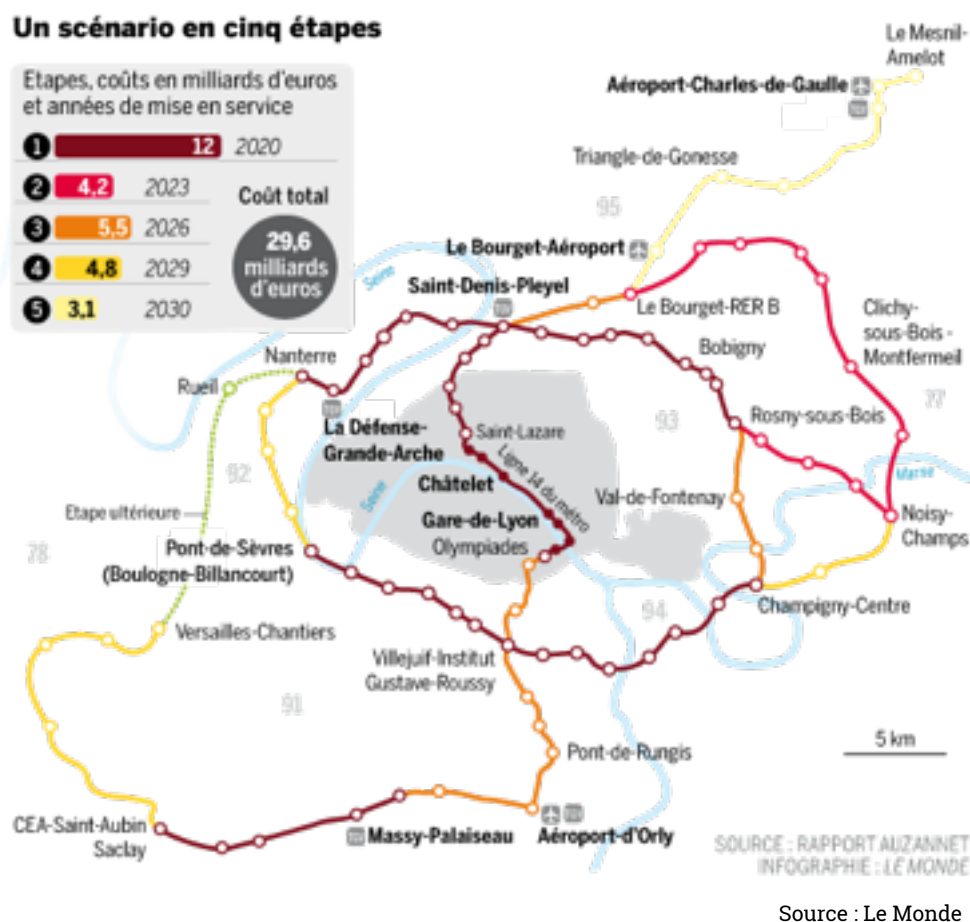 Un scénario en cinq étapes
Etapes, coûts en milliards d'euros
et années de mise en service
1 12 2020
2 4,2 2023
3 5,5 2026
4 4,8 2029
5 3,1 2030
Coût total
29,6
milliards
d'euros
Le Mesnil-
Amelot
Aéroport-Charles-de-Gaulle
TGV
Triangle-de-Gonesse
95
Le Bourget-Aéroport
Seine
Saint-Denis-Pleyel
TGV
Le Bourget-RER B
Clichy-
sous-Bois -
Montfermeil
Nanterre
Bobigny
Rueil
TGV
77
La Défense-
Grande-Arche
93
Rosny-sous-Bois
Saint-Lazare
Ligne 14 du métro
92
Châtelet
Seine
Marne
Val-de-Fontenay
Etape ultérieure
Gare-de-Lyon
Noisy-
Champs
Olympiades
78
Pont-de-Sèvres
(Boulogne-Billancourt)
94
Champigny-Centre
Versailles-Chantiers
Villejuif-Institut
Gustave-Roussy
91
5 km
Pont-de-Rungis
CEA-Saint-Aubin
Saclay
TGV Massy-Palaiseau
TGV
Aéroport-d'Orly
SOURCE : RAPPORT AUZANNET
INFOGRAPHIE : LE MONDE
Source : Le Monde